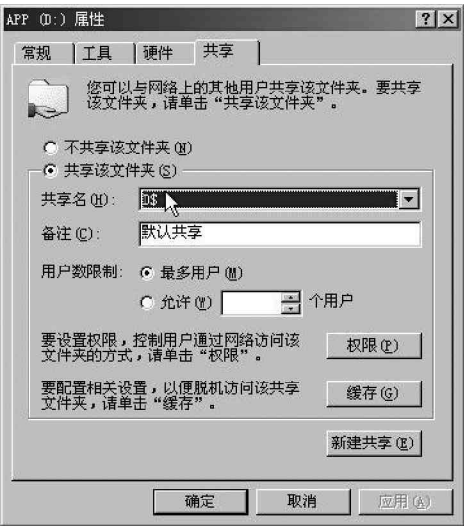 APP (D:) 属性
常规 工具 硬件 共享
您可以与网络上的其他用户共享该文件夹。要共享
该文件夹，请单击“共享该文件夹”。
不共享该文件夹(N)
共享该文件夹(S)
共享名(H): D$
备注(C): 默认共享
用户数限制: 最多用户(M)
允许(W) 个用户
要设置权限，控制用户通过网络访问该
文件夹的方式，请单击“权限”。
权限(P)
要配置相关设置，以便脱机访问该共享
文件夹，请单击“缓存”。
缓存(G)
新建共享(E)
确定 取消 应用(A)